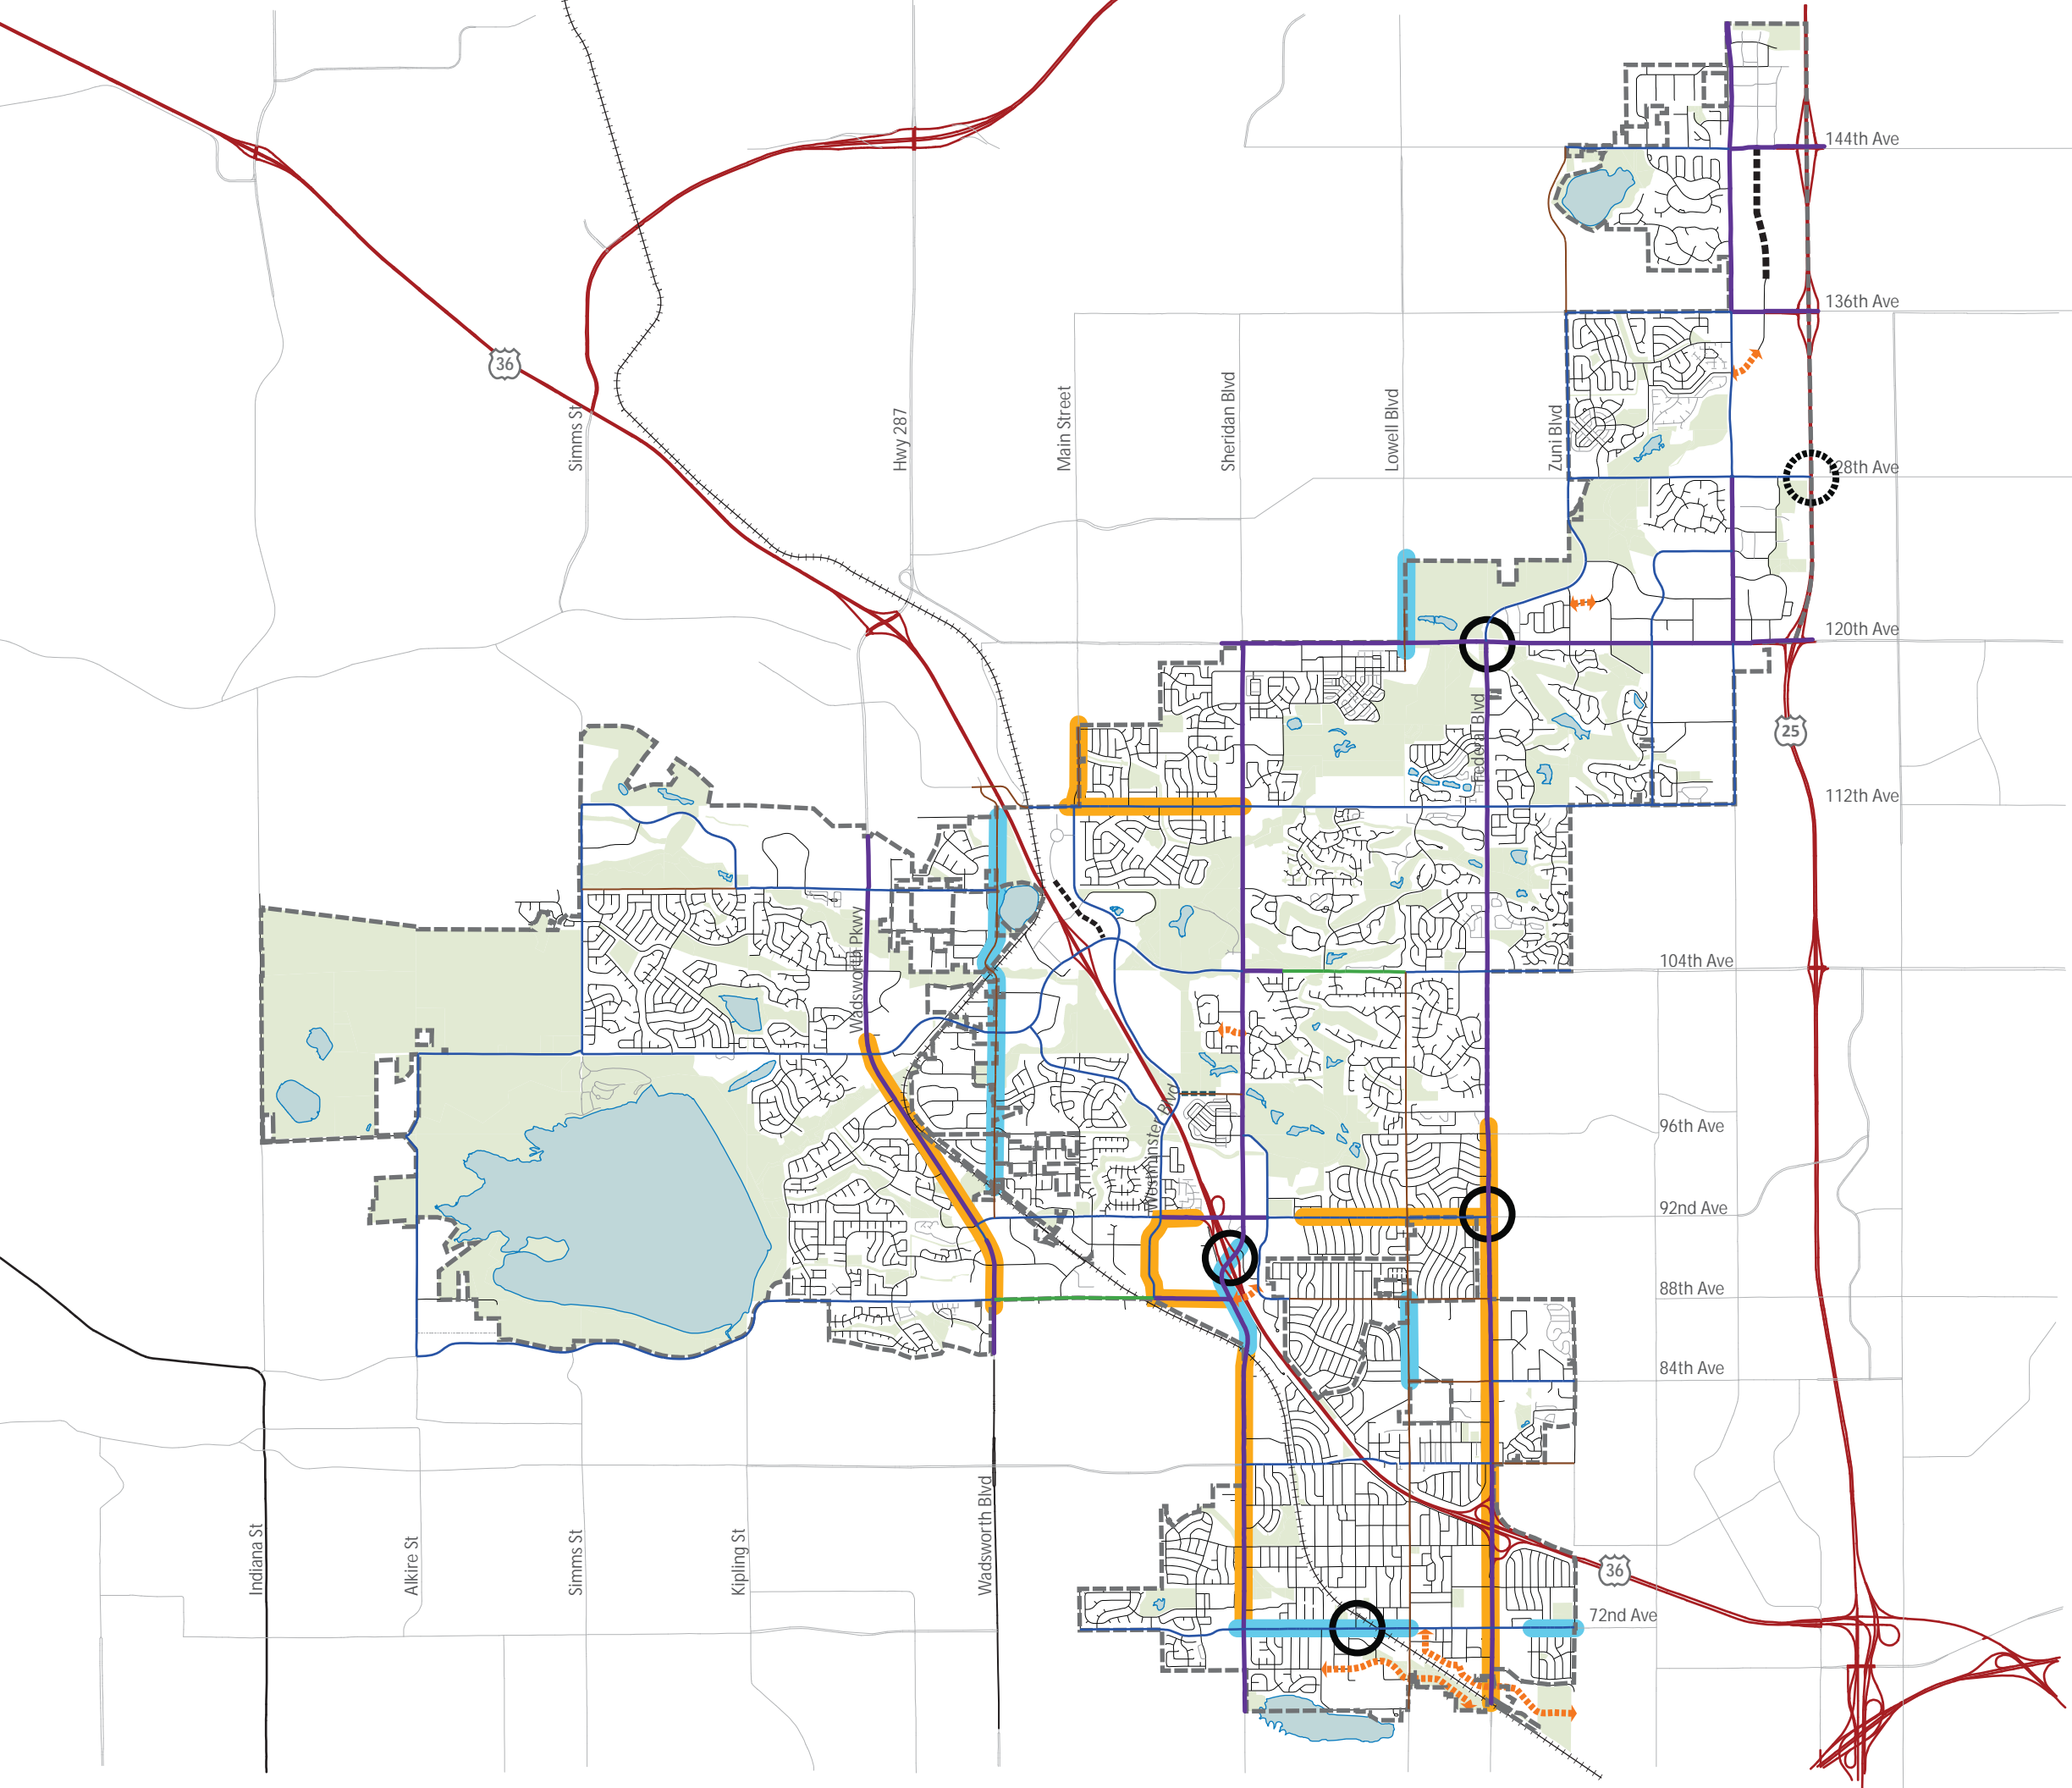 144th Ave
136th Ave
36
Simms St
Hwy 287
Main Street
Sheridan Blvd
Lowell Blvd
Zuni Blvd
28th Ave
120th Ave
Federal Blvd
25
112th Ave
Wadsworth Pkwy
104th Ave
Westminster Blvd
96th Ave
92nd Ave
88th Ave
84th Ave
Indiana St
Alkire St
Simms St
Kipling St
Wadsworth Blvd
36
72nd Ave